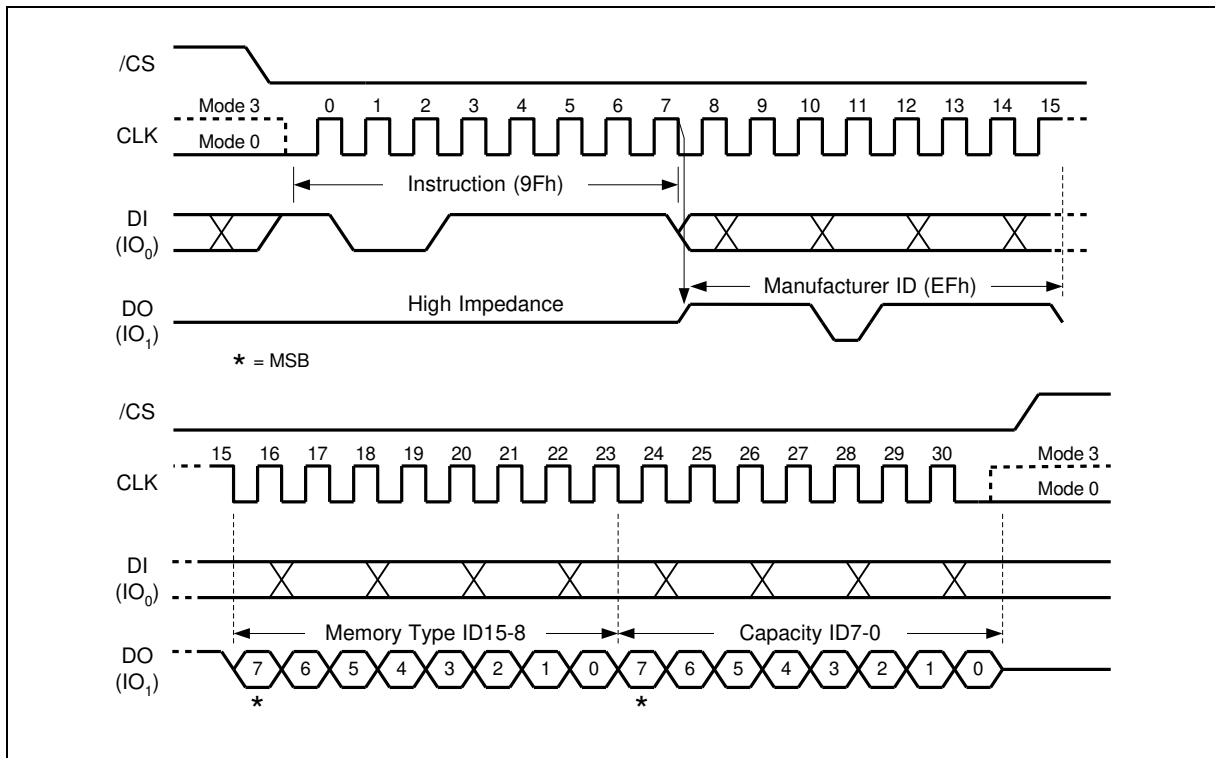 /CS
Mode 3 0 1 2 3 4 5 6 7 8 9 10 11 12 13 14 15
CLK Mode 0
Instruction (9Fh)
DI
(IO0)
Manufacturer ID (EFh)
DO High Impedance
(IO1)
* = MSB
/CS
15 16 17 18 19 20 21 22 23 24 25 26 27 28 29 30 Mode 3
CLK Mode 0
DI
(IO0)
Memory Type ID15-8 Capacity ID7-0
DO 7 6 5 4 3 2 1 0 7 6 5 4 3 2 1 0
(IO1)
* *